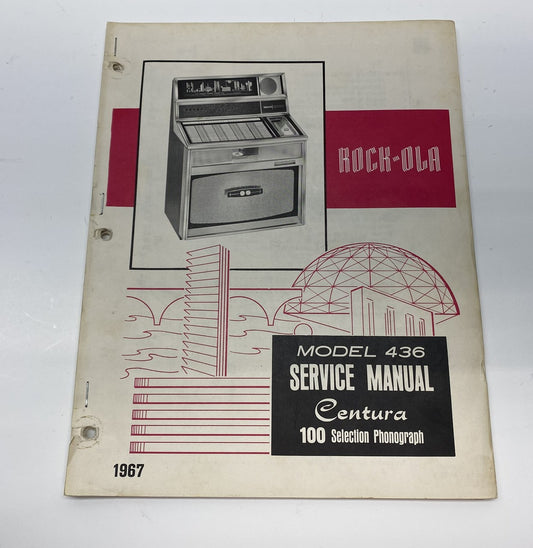 ROCK-OLA
MODEL 436
SERVICE MANUAL
Centura
100 Selection Phonograph
1967